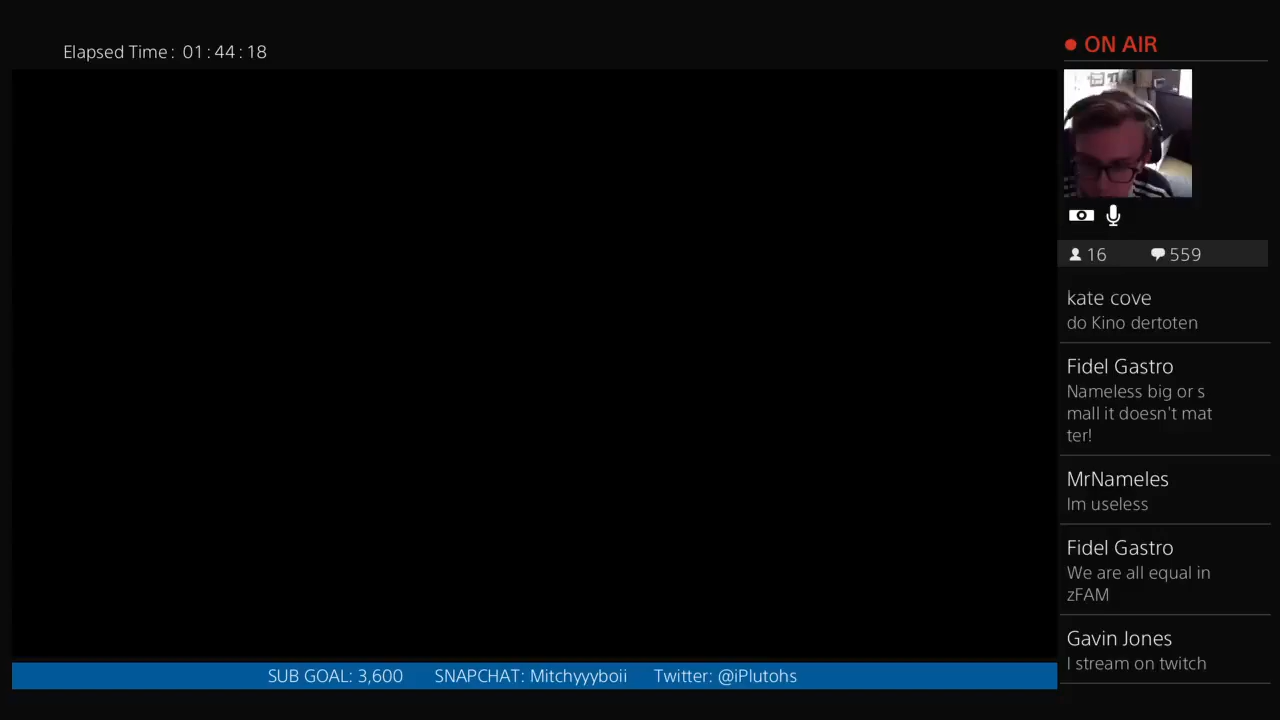 Elapsed Time: 01:44:18
ON AIR
16 559
kate cove
do Kino dertoten
Fidel Gastro
Nameless big or s
mall it doesn't mat
ter!
MrNameles
Im useless
Fidel Gastro
We are all equal in
zFAM
Gavin Jones
I stream on twitch
SUB GOAL: 3,600 SNAPCHAT: Mitchyyyboii Twitter: @iPlutohs